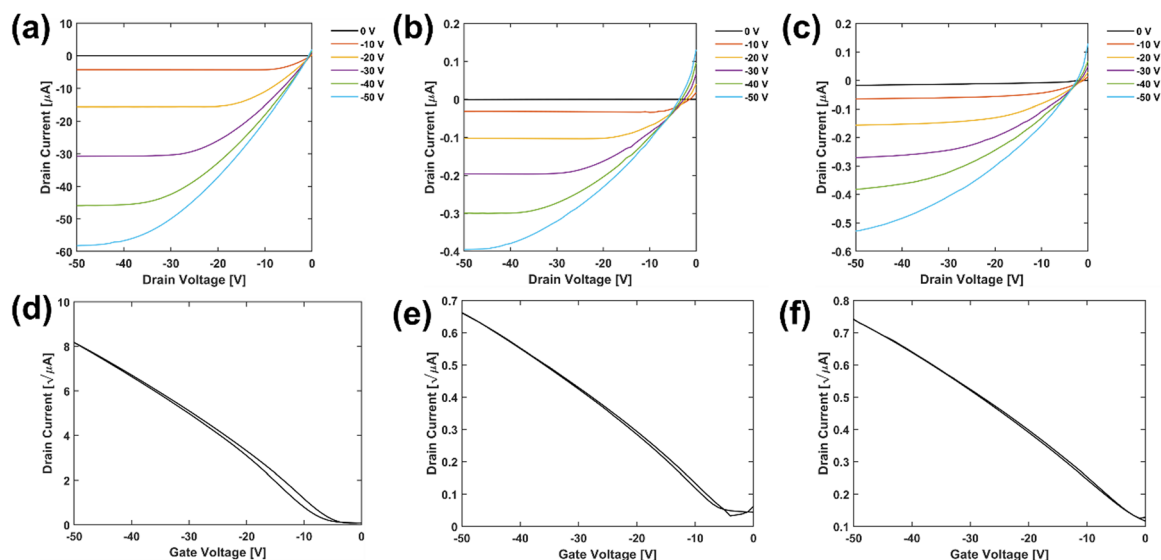 (a)
10
0
-10
-20
-30
-40
-50
-60
Drain Current [μA]
-50 -40 -30 -20 -10 0
Drain Voltage [V]
0 V
-10 V
-20 V
-30 V
-40 V
-50 V
(b)
0.2
0.1
0
-0.1
-0.2
-0.3
-0.4
Drain Current [μA]
-50 -40 -30 -20 -10 0
Drain Voltage [V]
0 V
-10 V
-20 V
-30 V
-40 V
-50 V
(c)
0.2
0.1
0
-0.1
-0.2
-0.3
-0.4
-0.5
-0.6
Drain Current [μA]
-50 -40 -30 -20 -10 0
Drain Voltage [V]
0 V
-10 V
-20 V
-30 V
-40 V
-50 V
(d)
10
8
6
4
2
0
Drain Current [√μA]
-50 -40 -30 -20 -10 0
Gate Voltage [V]
(e)
0.7
0.6
0.5
0.4
0.3
0.2
0.1
0
Drain Current [√μA]
-50 -40 -30 -20 -10 0
Gate Voltage [V]
(f)
0.8
0.7
0.6
0.5
0.4
0.3
0.2
0.1
Drain Current [√μA]
-50 -40 -30 -20 -10 0
Gate Voltage [V]